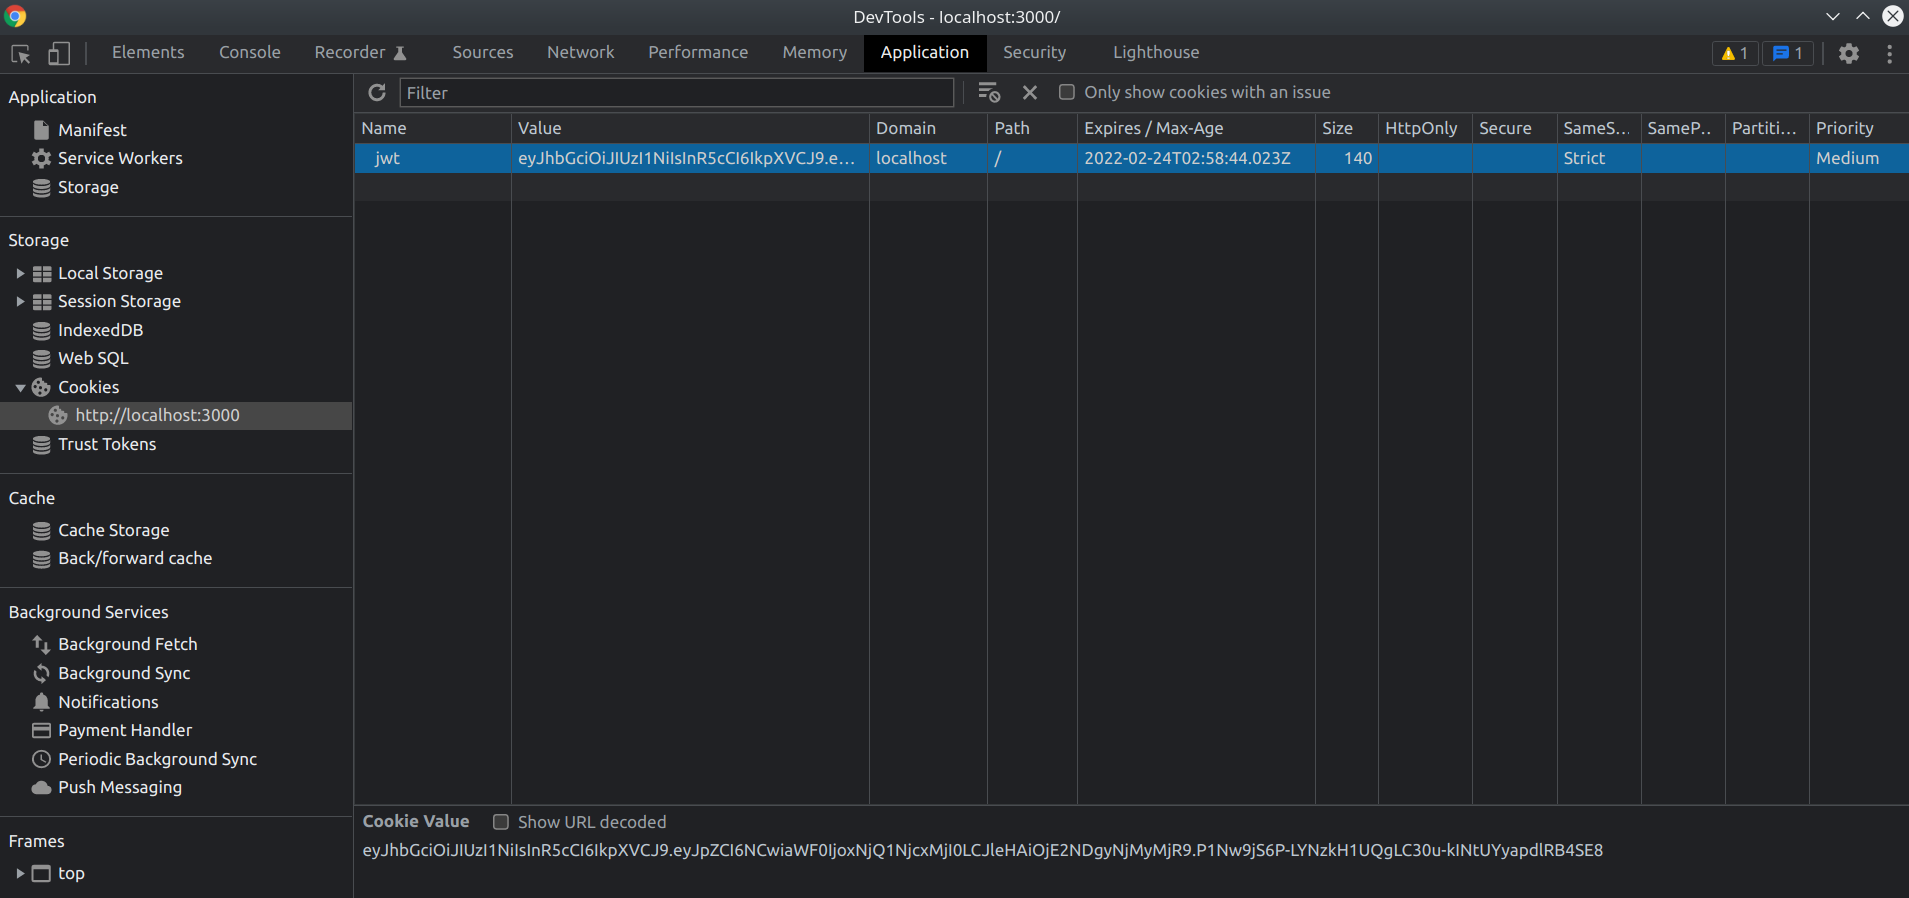 DevTools - localhost:3000/
Elements Console Recorder Sources Network Performance Memory Application Security Lighthouse 1 1
Application
Manifest
Service Workers
Storage
Storage
Local Storage
Session Storage
IndexedDB
Web SQL
Cookies
http://localhost:3000
Trust Tokens
Cache
Cache Storage
Back/forward cache
Background Services
Background Fetch
Background Sync
Notifications
Payment Handler
Periodic Background Sync
Push Messaging
Frames
top
Filter Only show cookies with an issue
Name Value Domain Path Expires / Max-Age Size HttpOnly Secure SameS... SameP... Partiti... Priority
jwt eyJhbGciOiJIUzI1NiIsInR5cCI6IkpXVCJ9.e... localhost / 2022-02-24T02:58:44.023Z 140 Strict Medium
Cookie Value Show URL decoded
eyJhbGciOiJIUzI1NiIsInR5cCI6IkpXVCJ9.eyJpZCI6NCwiaWF0IjoxNjQ1NjcxMjI0LCJleHAiOjE2NDgyNjMyMjR9.P1Nw9jS6P-LYNzkH1UQgLC30u-kINtUYyapdlRB4SE8